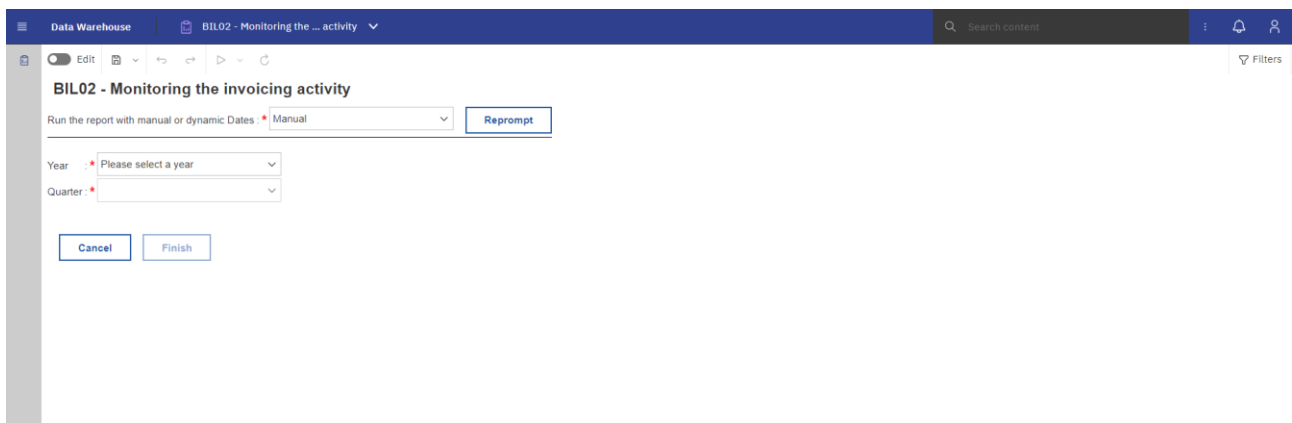 Data Warehouse BIL02 - Monitoring the ... activity Search content
Edit Filters
BIL02 - Monitoring the invoicing activity
Run the report with manual or dynamic Dates : * Manual Reprompt
Year : * Please select a year
Quarter : *
Cancel Finish